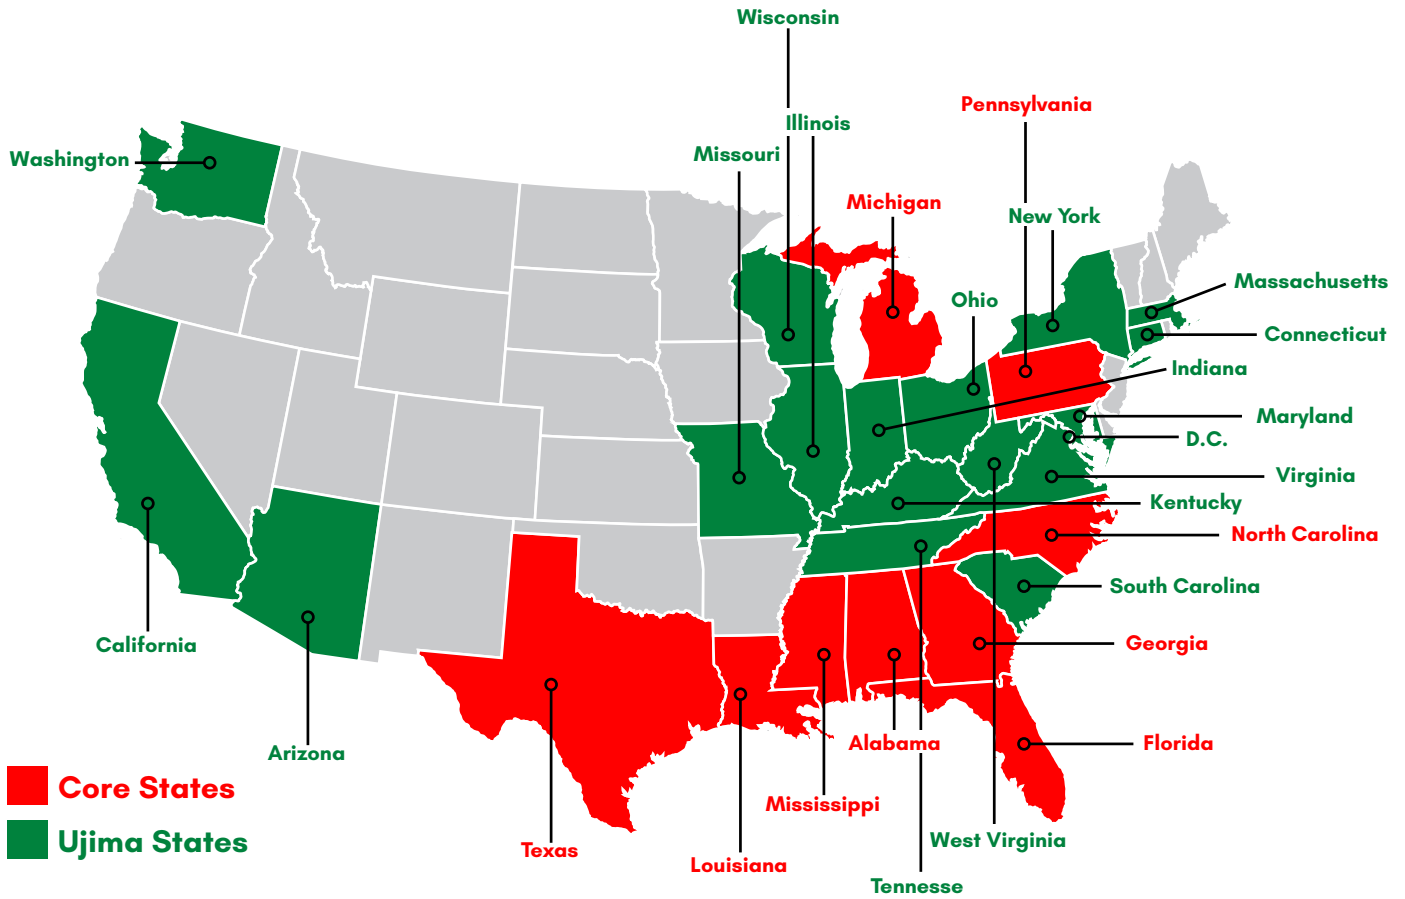 Wisconsin
Pennsylvania
Illinois
Missouri
Washington
Michigan
New York
Massachusetts
Ohio
Connecticut
Indiana
Maryland
D.C.
Virginia
Kentucky
North Carolina
South Carolina
California
Georgia
Arizona
Alabama
Florida
Core States
Mississippi
Ujima States
West Virginia
Texas
Louisiana
Tennesse